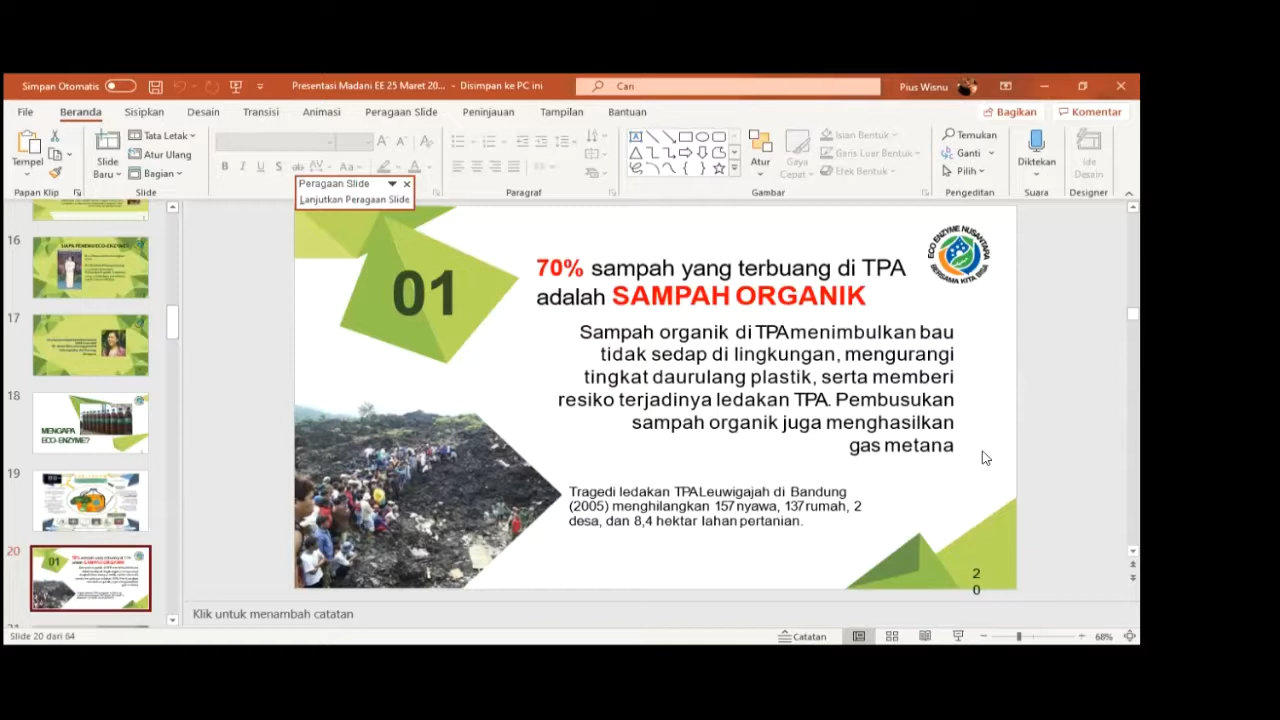 Simpan Otomatis
Presentasi Madani EE 25 Maret 20... - Disimpan ke PC ini
Cari
Pius Wisnu
File Beranda Sisipkan Desain Transisi Animasi Peragaan Slide Peninjauan Tampilan Bantuan
Bagikan Komentar
Tempel
Slide
Baru
Tata Letak
Atur Ulang
Bagian
B I U S ab AV Aa A
Atur
Gaya
Cepat
Isian Bentuk
Garis Luar Bentuk
Efek Bentuk
Temukan
Ganti
Pilih
Diktekan
Ide
Desain
Papan Klip Slide Paragraf Gambar Pengeditan Suara Designer
Peragaan Slide
Lanjutkan Peragaan Slide
16
17
18
MENGAPA
ECO-ENZYME?
19
20
01
70% sampah yang terbuang di TPA
adalah SAMPAH ORGANIK
ECO ENZYME NUSANTARA
BERSAMA KITA BISA
Sampah organik di TPA menimbulkan bau
tidak sedap di lingkungan, mengurangi
tingkat daurulang plastik, serta memberi
resiko terjadinya ledakan TPA. Pembusukan
sampah organik juga menghasilkan
gas metana
Tragedi ledakan TPA Leuwigajah di Bandung
(2005) menghilangkan 157 nyawa, 137 rumah, 2
desa, dan 8,4 hektar lahan pertanian.
2
0
Klik untuk menambah catatan
Slide 20 dari 64
Catatan
68%